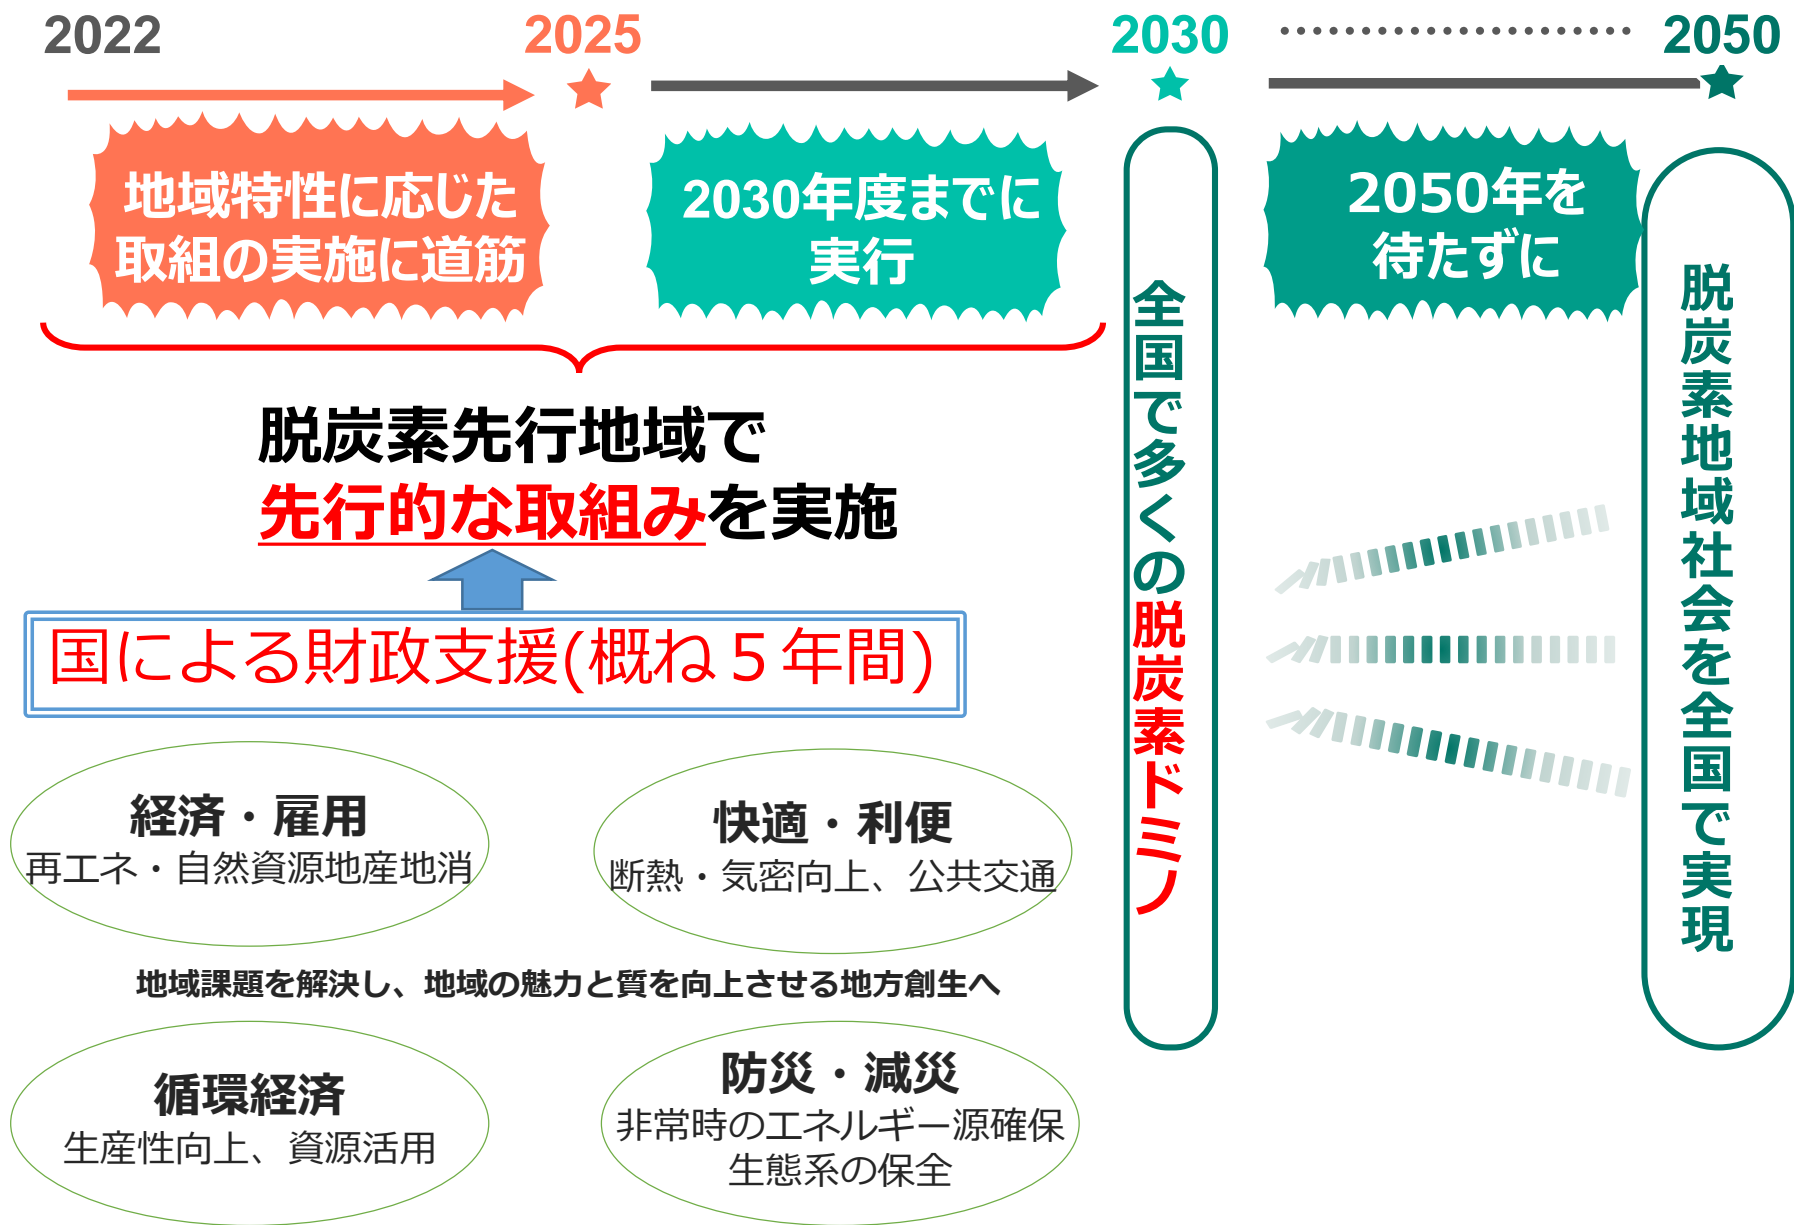 2022
2025
2030
2050
地域特性に応じた
取組の実施に道筋
2030年度までに
実行
2050年を
待たずに
脱炭素先行地域で
先行的な取組みを実施
国による財政支援(概ね５年間)
経済・雇用
再エネ・自然資源地産地消
快適・利便
断熱・気密向上、公共交通
地域課題を解決し、地域の魅力と質を向上させる地方創生へ
循環経済
生産性向上、資源活用
防災・減災
非常時のエネルギー源確保
生態系の保全
全国で多くの脱炭素ドミノ
脱炭素地域社会を全国で実現